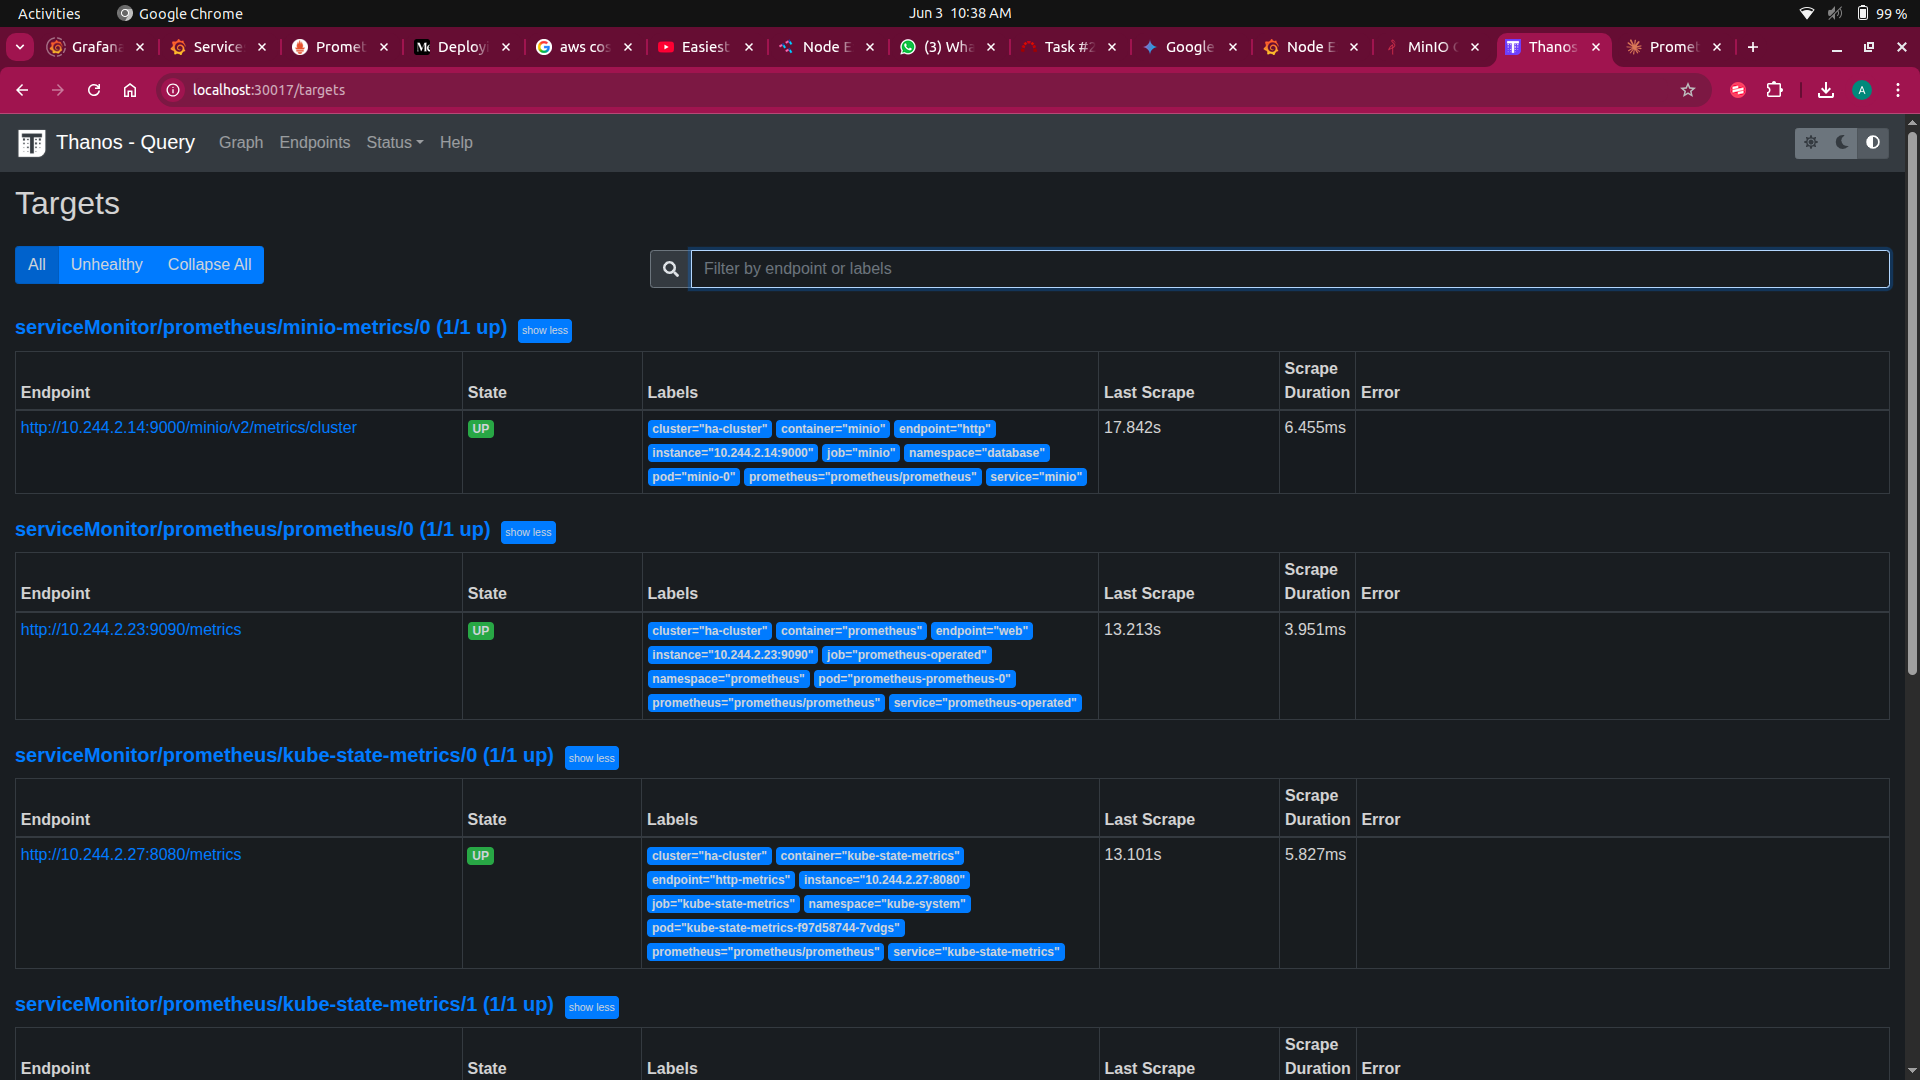 Activities Google Chrome Jun 3 10:38 AM 99 %
Grafana Service Promet Deployi aws cos Easiest Node E (3) Wha Task #2 Google Node E MinIO Thanos Promet
localhost:30017/targets A
Thanos - Query Graph Endpoints Status Help
Targets
All Unhealthy Collapse All Filter by endpoint or labels
serviceMonitor/prometheus/minio-metrics/0 (1/1 up) show less
Endpoint State Labels Last Scrape Scrape Duration Error
http://10.244.2.14:9000/minio/v2/metrics/cluster UP cluster="ha-cluster" container="minio" endpoint="http" 17.842s 6.455ms
instance="10.244.2.14:9000" job="minio" namespace="database"
pod="minio-0" prometheus="prometheus/prometheus" service="minio"
serviceMonitor/prometheus/prometheus/0 (1/1 up) show less
Endpoint State Labels Last Scrape Scrape Duration Error
http://10.244.2.23:9090/metrics UP cluster="ha-cluster" container="prometheus" endpoint="web" 13.213s 3.951ms
instance="10.244.2.23:9090" job="prometheus-operated"
namespace="prometheus" pod="prometheus-prometheus-0"
prometheus="prometheus/prometheus" service="prometheus-operated"
serviceMonitor/prometheus/kube-state-metrics/0 (1/1 up) show less
Endpoint State Labels Last Scrape Scrape Duration Error
http://10.244.2.27:8080/metrics UP cluster="ha-cluster" container="kube-state-metrics" 13.101s 5.827ms
endpoint="http-metrics" instance="10.244.2.27:8080"
job="kube-state-metrics" namespace="kube-system"
pod="kube-state-metrics-f97d58744-7vdgs"
prometheus="prometheus/prometheus" service="kube-state-metrics"
serviceMonitor/prometheus/kube-state-metrics/1 (1/1 up) show less
Endpoint State Labels Last Scrape Scrape Duration Error